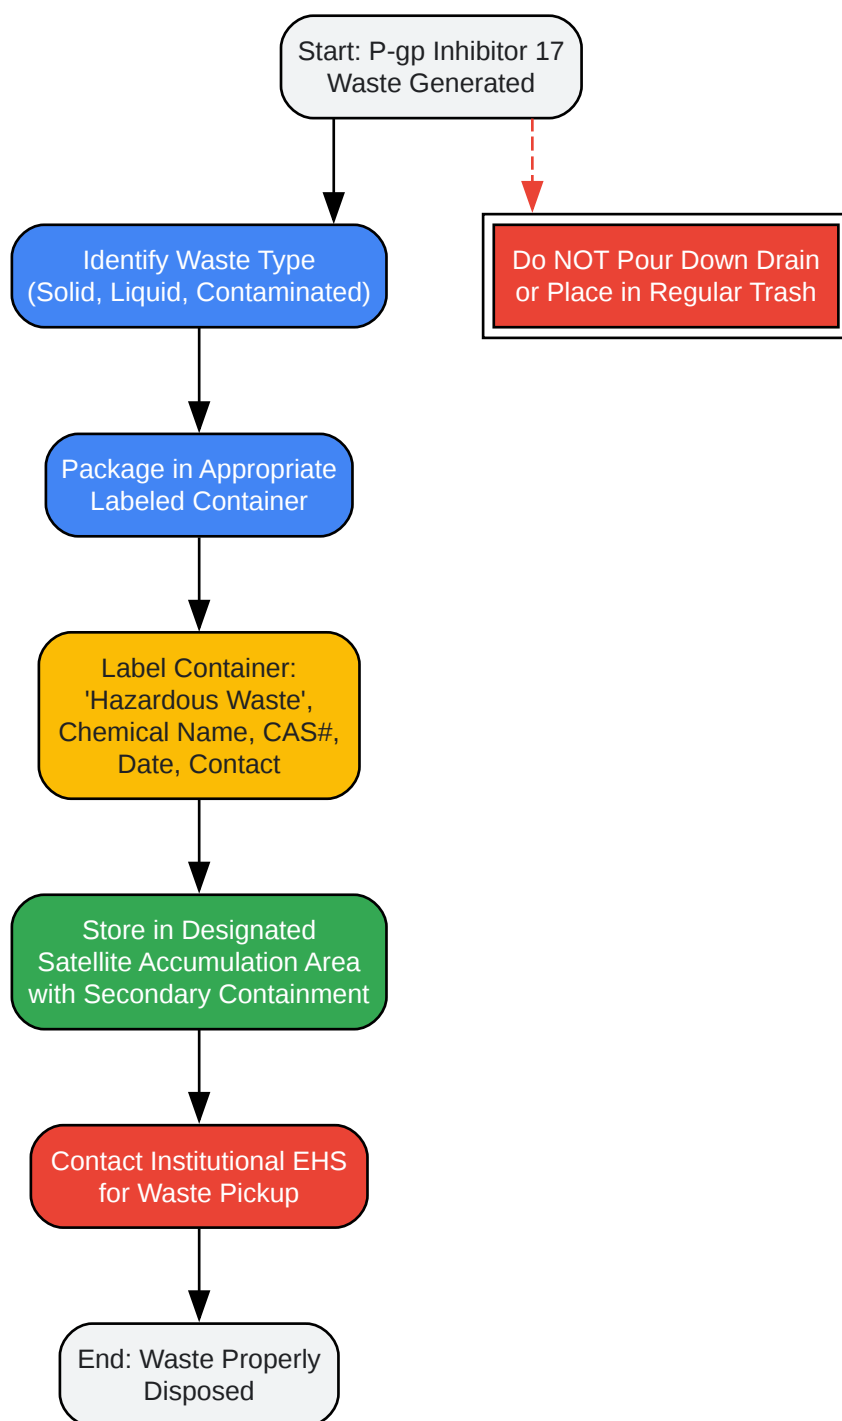 Start: P-gp Inhibitor 17
Waste Generated
Identify Waste Type
(Solid, Liquid, Contaminated)
Do NOT Pour Down Drain
or Place in Regular Trash
Package in Appropriate
Labeled Container
Label Container:
'Hazardous Waste',
Chemical Name, CAS#,
Date, Contact
Store in Designated
Satellite Accumulation Area
with Secondary Containment
Contact Institutional EHS
for Waste Pickup
End: Waste Properly
Disposed